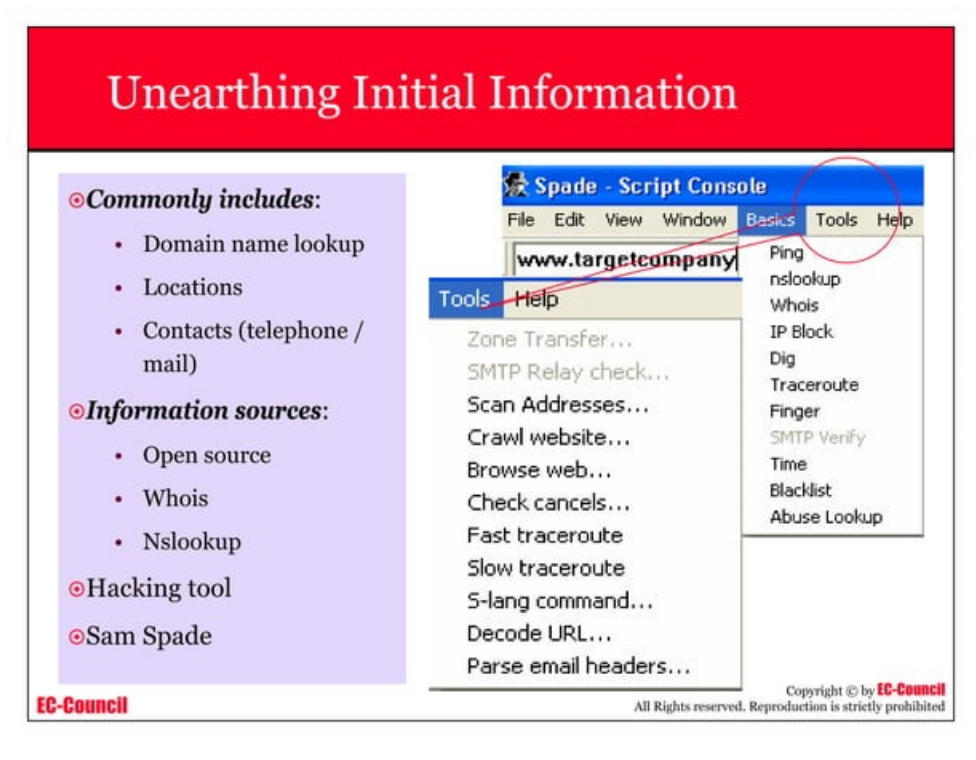 Unearthing Initial Information
Commonly includes:
• Domain name lookup
• Locations
• Contacts (telephone /
mail)
Information sources:
• Open source
• Whois
• Nslookup
Hacking tool
Sam Spade
Spade - Script Console
File Edit View Window Basics Tools Help
www.targetcompany
Ping
nslookup
Whois
IP Block
Dig
Traceroute
Finger
SMTP Verify
Time
Blacklist
Abuse Lookup
Tools Help
Zone Transfer...
SMTP Relay check...
Scan Addresses...
Crawl website...
Browse web...
Check cancels...
Fast traceroute
Slow traceroute
S-lang command...
Decode URL...
Parse email headers...
EC-Council
Copyright © by EC-Council
All Rights reserved. Reproduction is strictly prohibited